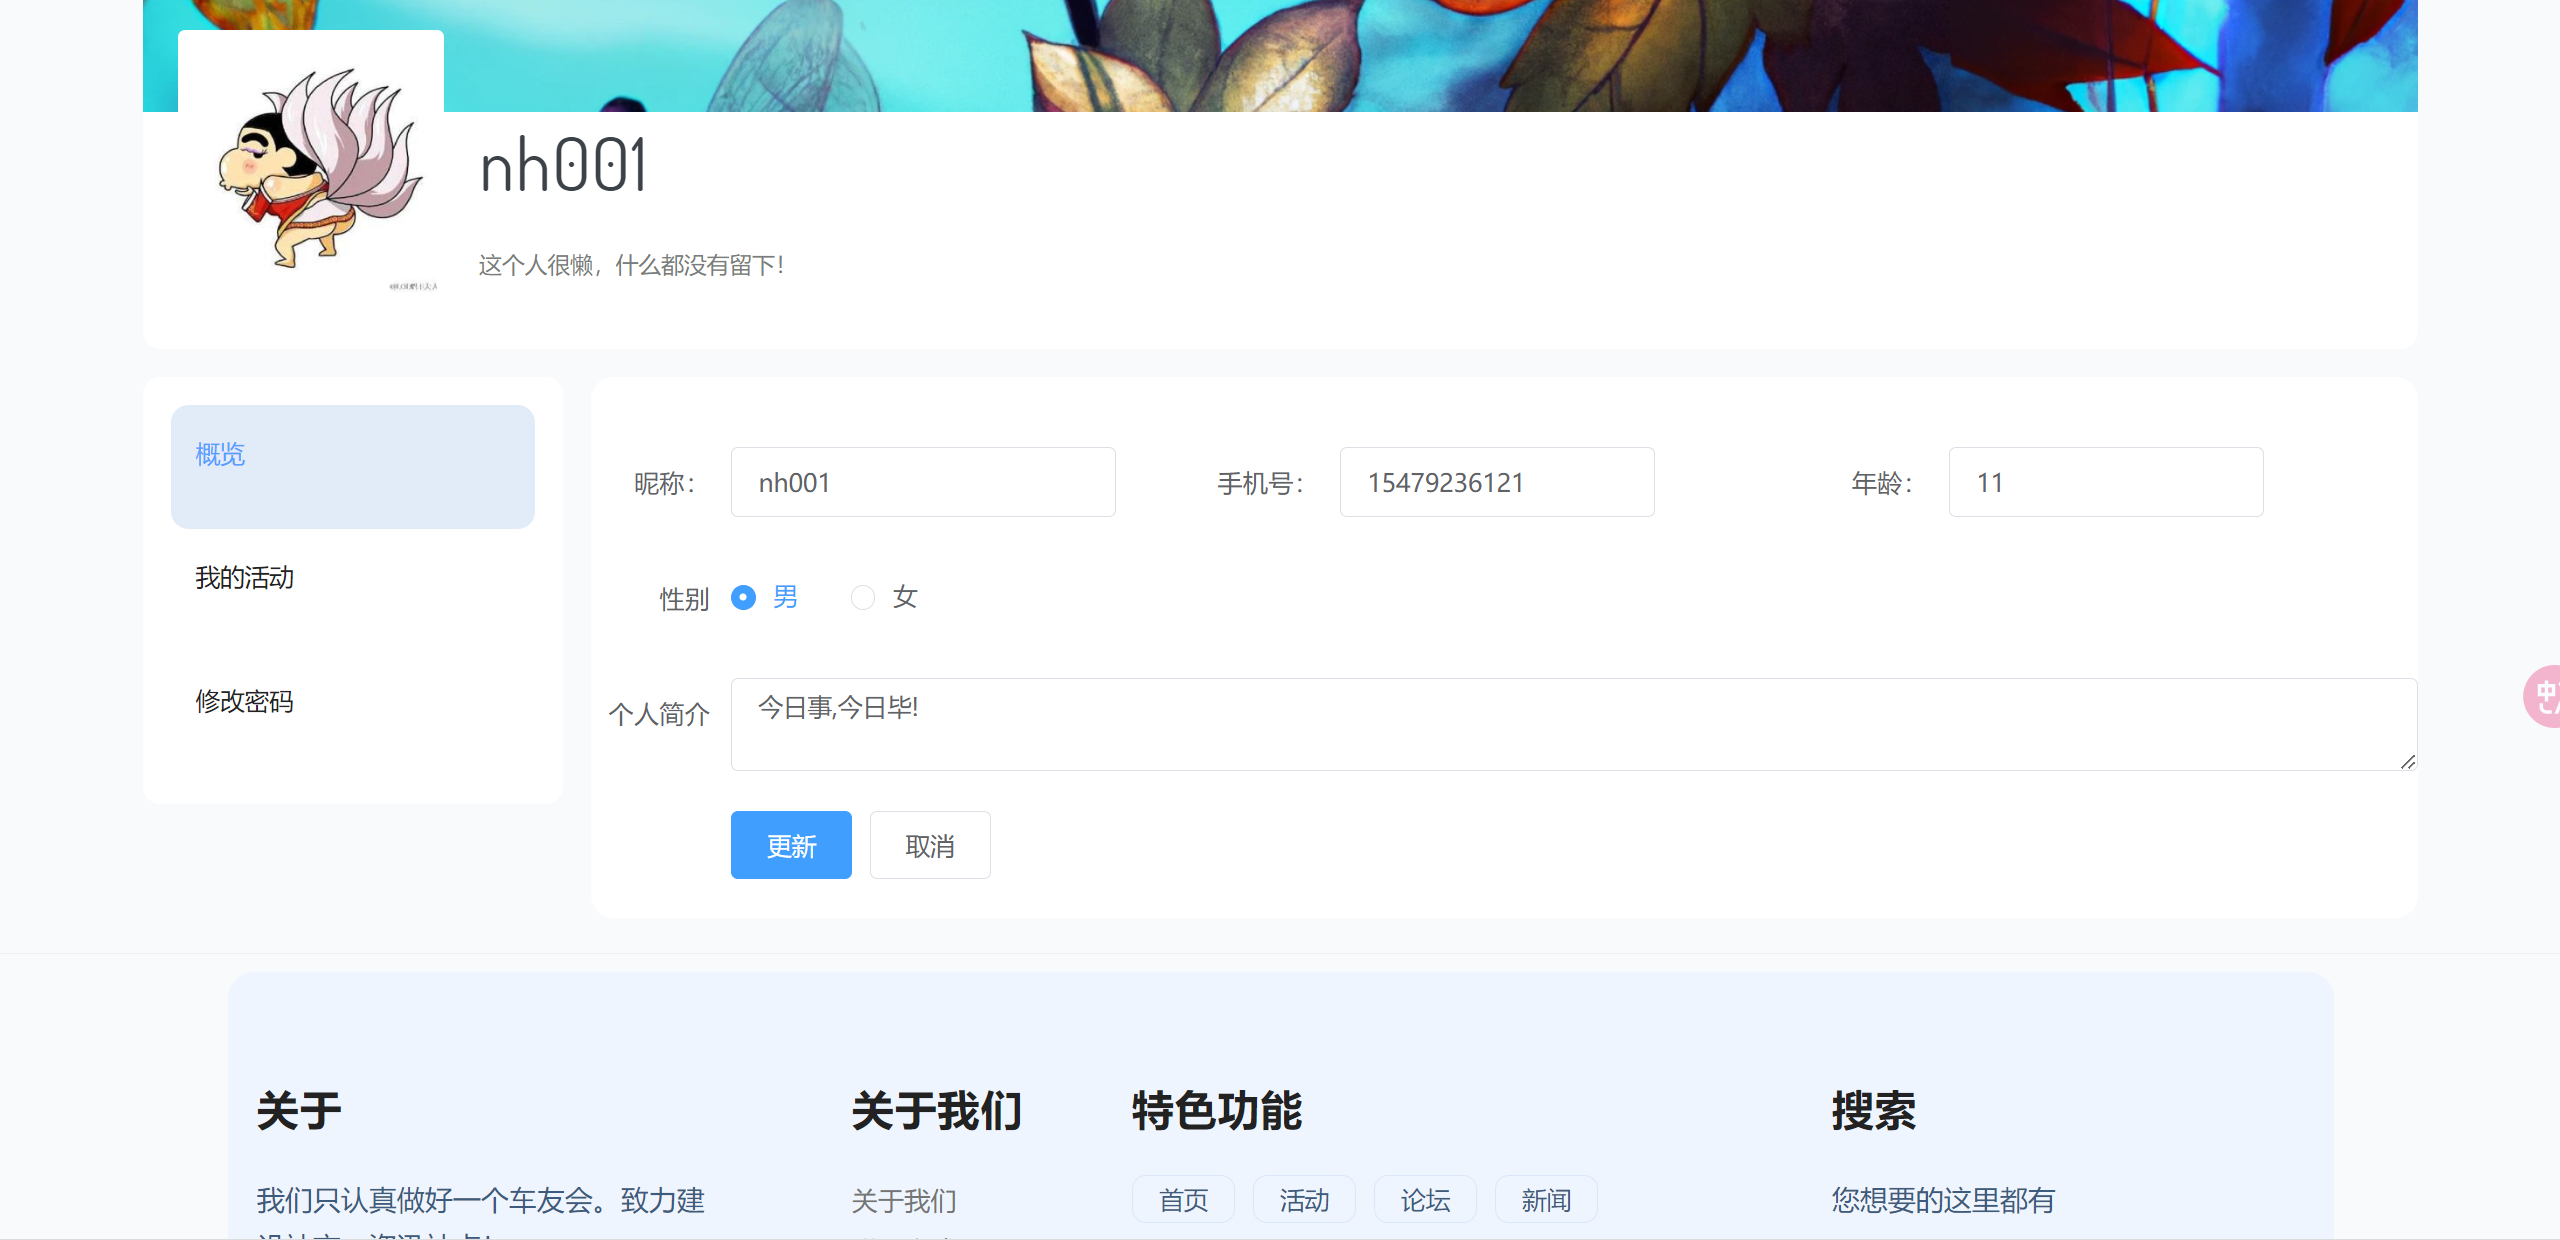 nh001
这个人很懒，什么都没有留下！
概览
我的活动
修改密码
昵称： nh001 手机号： 15479236121 年龄： 11
性别 男 女
个人简介 今日事,今日毕!
更新 取消
关于 关于我们 特色功能 搜索
我们只认真做好一个车友会。致力建 关于我们 首页 活动 论坛 新闻 您想要的这里都有